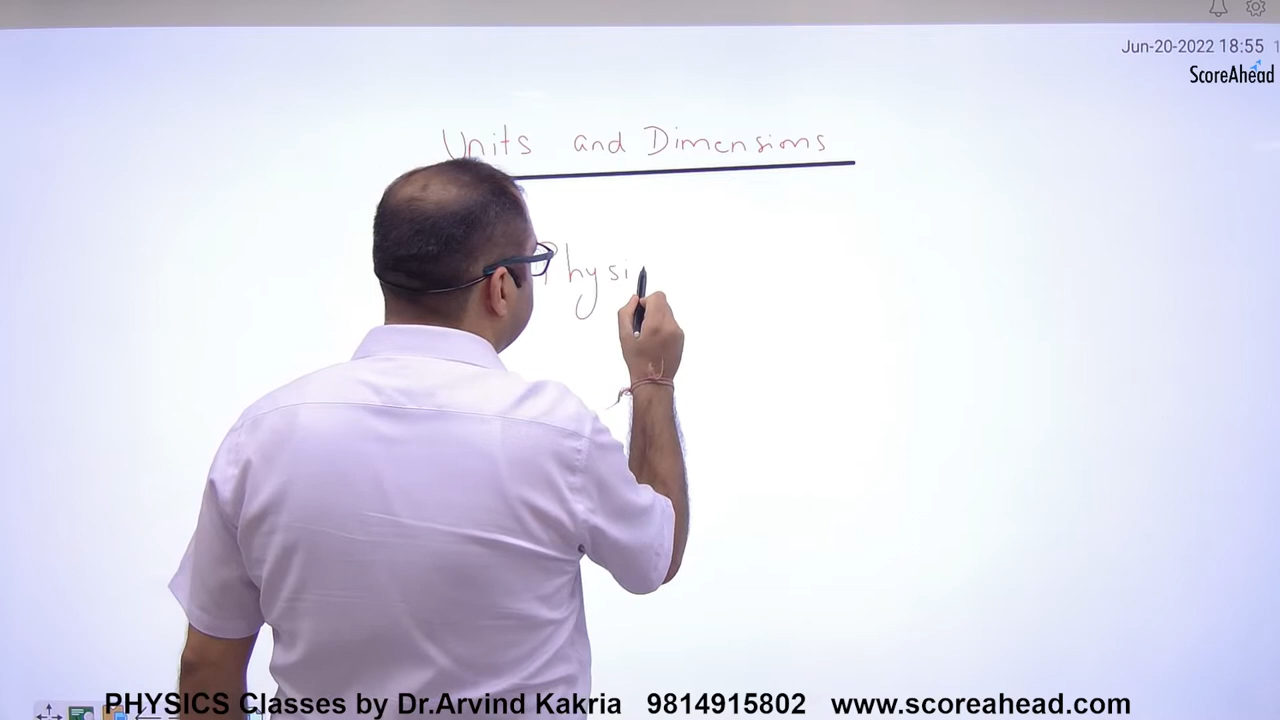 Jun-20-2022 18:55
ScoreAhead
Units and Dimensions
Physi
PHYSICS Classes by Dr.Arvind Kakria 9814915802 www.scoreahead.com